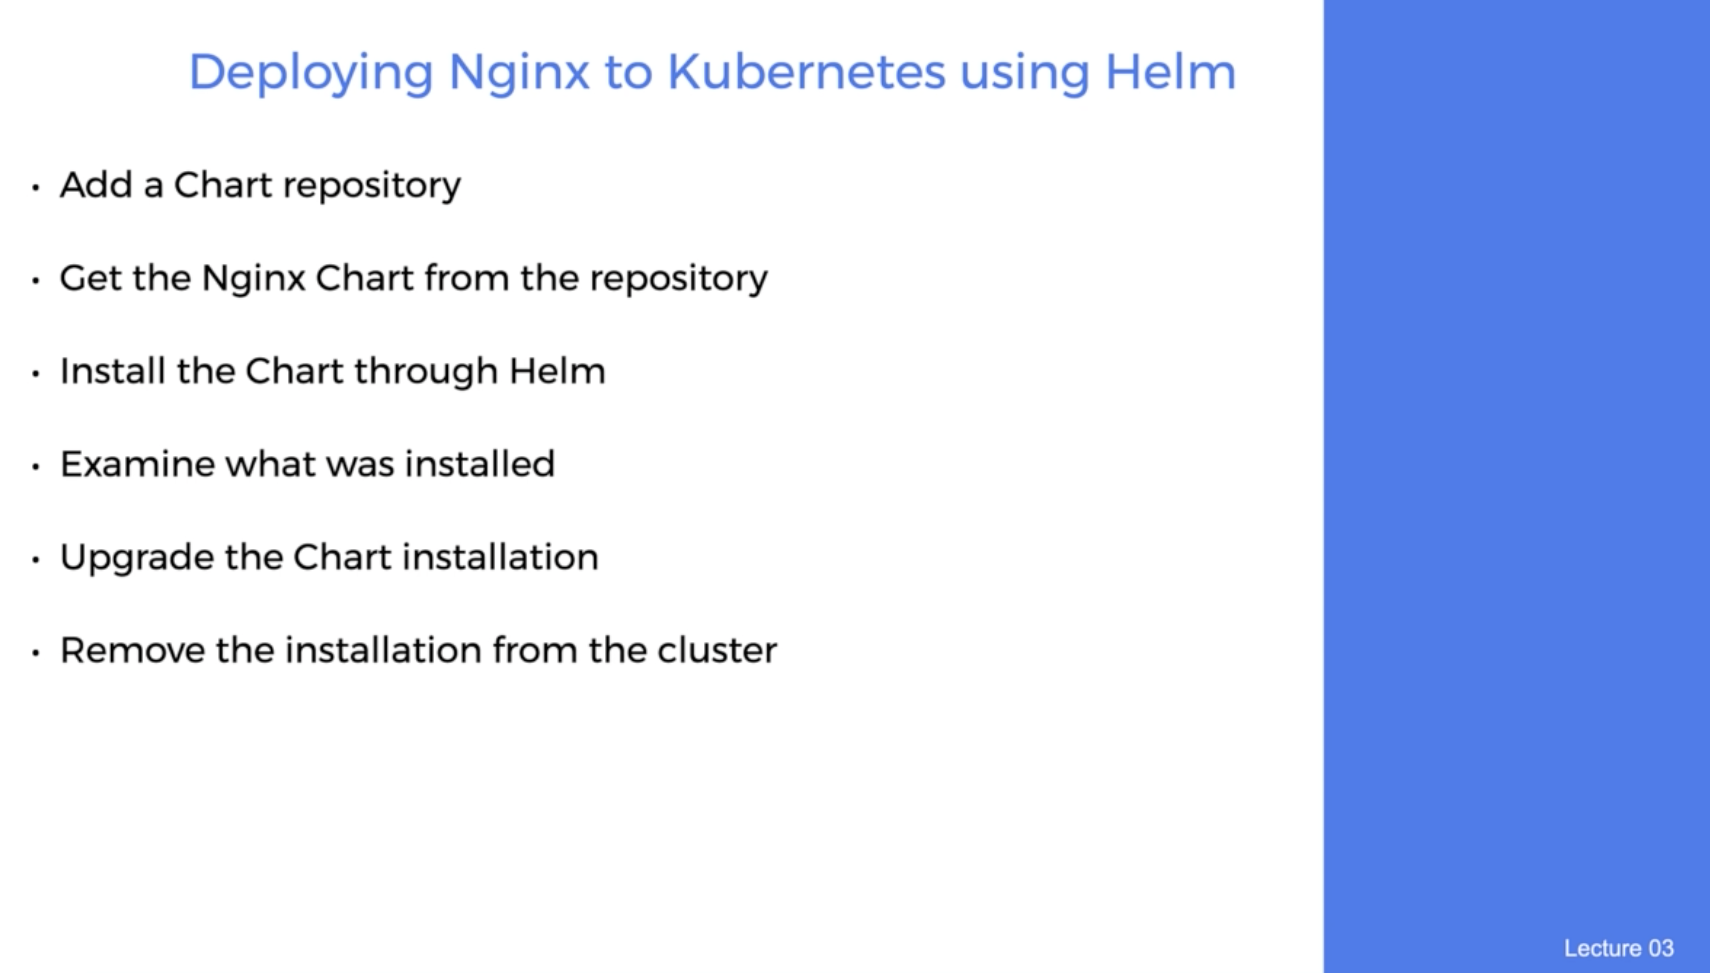 Deploying Nginx to Kubernetes using Helm
• Add a Chart repository
• Get the Nginx Chart from the repository
• Install the Chart through Helm
• Examine what was installed
• Upgrade the Chart installation
• Remove the installation from the cluster
Lecture 03